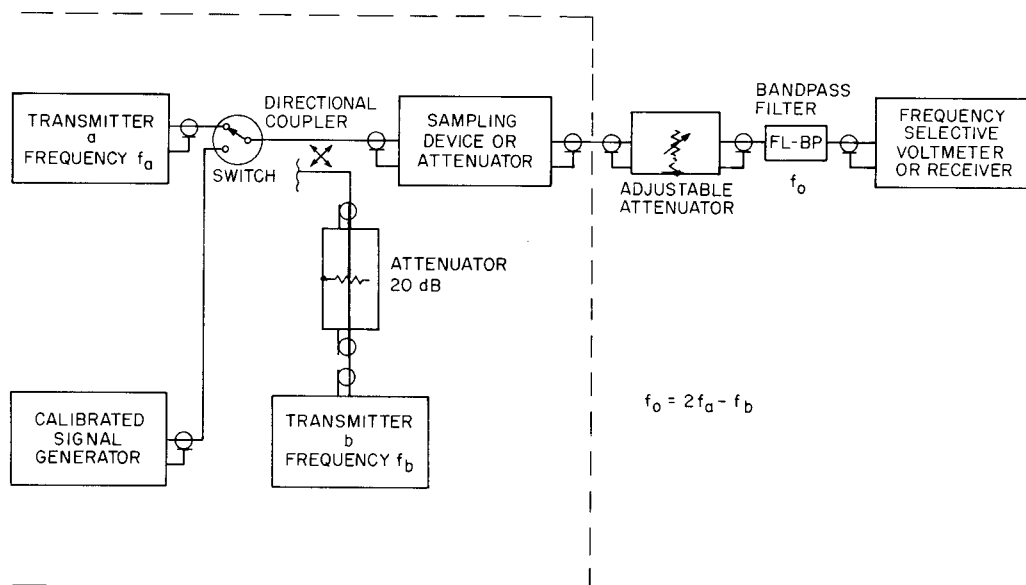 TRANSMITTER
a
FREQUENCY fa
SWITCH
DIRECTIONAL
COUPLER
SAMPLING
DEVICE OR
ATTENUATOR
ADJUSTABLE
ATTENUATOR
BANDPASS
FILTER
FL-BP
fo
FREQUENCY
SELECTIVE
VOLTMETER
OR RECEIVER
ATTENUATOR
20 dB
CALIBRATED
SIGNAL
GENERATOR
TRANSMITTER
b
FREQUENCY fb
fo = 2fa - fb